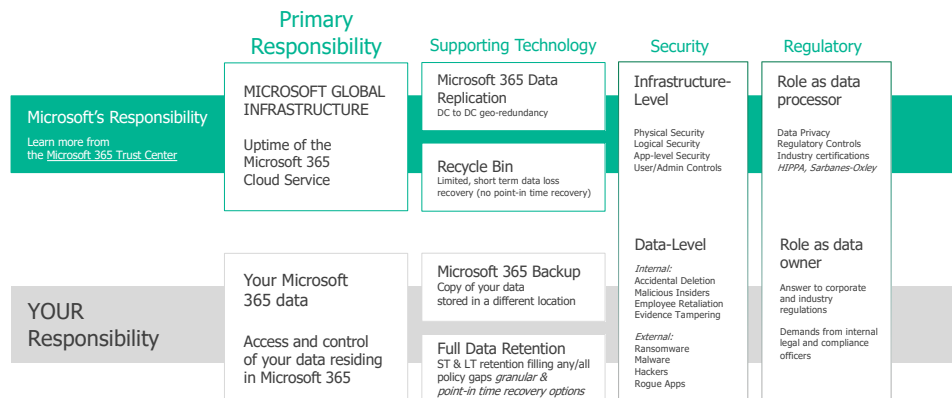 Primary
Responsibility
Supporting Technology
Security
Regulatory
Microsoft's Responsibility
Learn more from
the Microsoft 365 Trust Center
MICROSOFT GLOBAL
INFRASTRUCTURE
Uptime of the
Microsoft 365
Cloud Service
Microsoft 365 Data
Replication
DC to DC geo-redundancy
Recycle Bin
Limited, short term data loss
recovery (no point-in time recovery)
Infrastructure-
Level
Physical Security
Logical Security
App-level Security
User/Admin Controls
Role as data
processor
Data Privacy
Regulatory Controls
Industry certifications
HIPPA, Sarbanes-Oxley
YOUR
Responsibility
Your Microsoft
365 data
Access and control
of your data residing
in Microsoft 365
Microsoft 365 Backup
Copy of your data
stored in a different location
Full Data Retention
ST & LT retention filling any/all
policy gaps granular &
point-in time recovery options
Data-Level
Internal:
Accidental Deletion
Malicious Insiders
Employee Retaliation
Evidence Tampering
External:
Ransomware
Malware
Hackers
Rogue Apps
Role as data
owner
Answer to corporate
and industry
regulations
Demands from internal
legal and compliance
officers